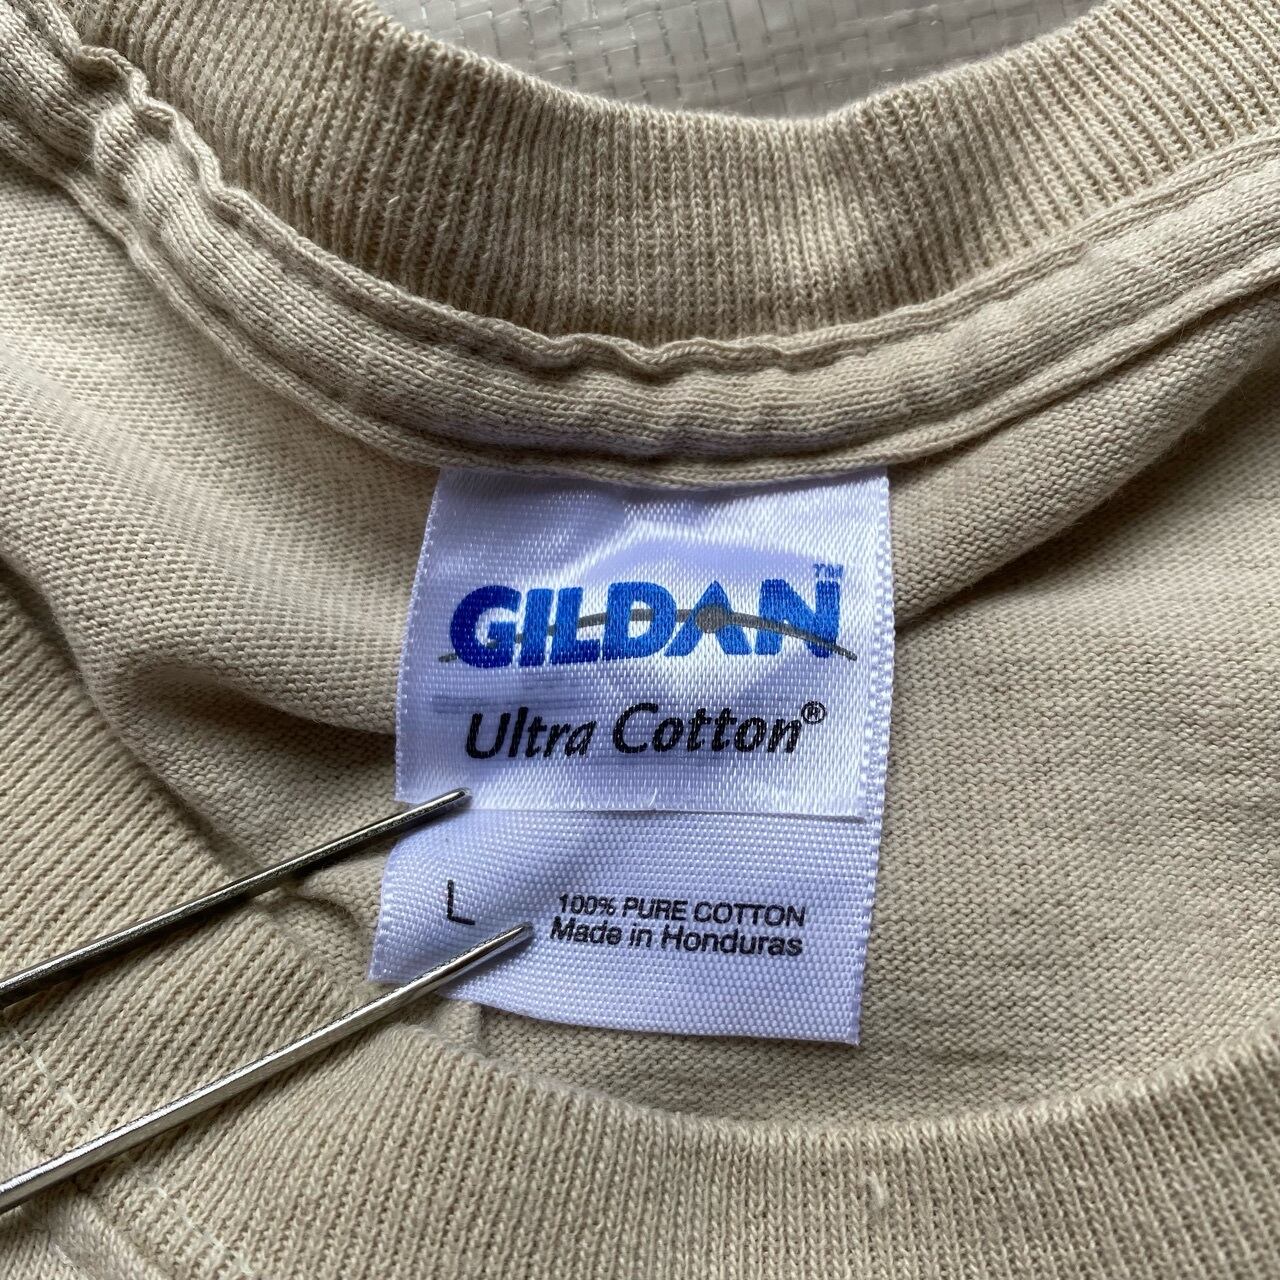 GILDAN™
Ultra Cotton®
L
100% PURE COTTON
Made in Honduras